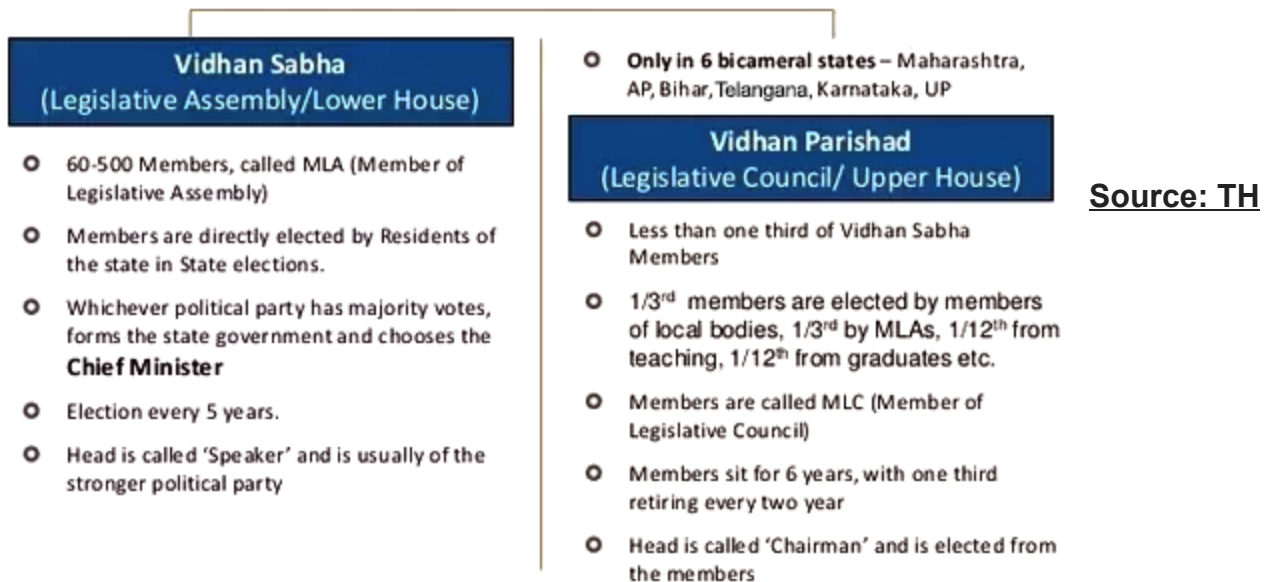 Vidhan Sabha
(Legislative Assembly/Lower House)
60-500 Members, called MLA (Member of
Legislative Assembly)
Members are directly elected by Residents of
the state in State elections.
Whichever political party has majority votes,
forms the state government and chooses the
Chief Minister
Election every 5 years.
Head is called ‘Speaker’ and is usually of the
stronger political party
Only in 6 bicameral states – Maharashtra,
AP, Bihar, Telangana, Karnataka, UP
Vidhan Parishad
(Legislative Council/ Upper House)
Less than one third of Vidhan Sabha
Members
1/3rd members are elected by members
of local bodies, 1/3rd by MLAs, 1/12th from
teaching, 1/12th from graduates etc.
Members are called MLC (Member of
Legislative Council)
Members sit for 6 years, with one third
retiring every two year
Head is called ‘Chairman’ and is elected from
the members
Source: TH